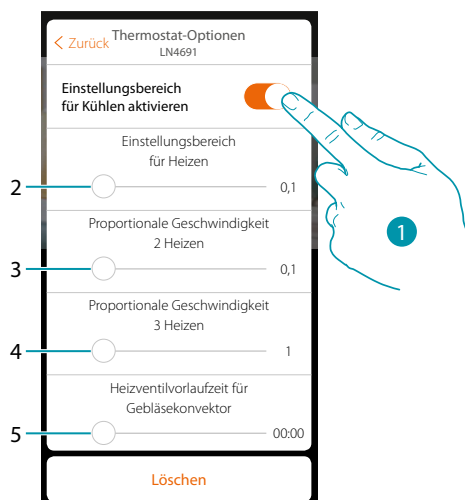 Zurück
Thermostat-Optionen
LN4691
Einstellungsbereich
für Kühlen aktivieren
1
Einstellungsbereich
für Heizen
2
0,1
Proportionale Geschwindigkeit
2 Heizen
3
0,1
Proportionale Geschwindigkeit
3 Heizen
4
1
Heizventilvorlaufzeit für
Gebläsekonvektor
5
00:00
Löschen